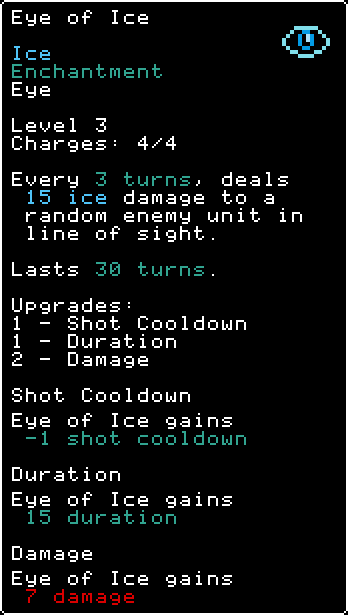 Eye of Ice
Ice
Enchantment
Eye
Level 3
Charges: 4/4
Every 3 turns, deals
15 ice damage to a
random enemy unit in
line of sight.
Lasts 30 turns.
Upgrades:
1 - Shot Cooldown
1 - Duration
2 - Damage
Shot Cooldown
Eye of Ice gains
-1 shot cooldown
Duration
Eye of Ice gains
15 duration
Damage
Eye of Ice gains
7 damage